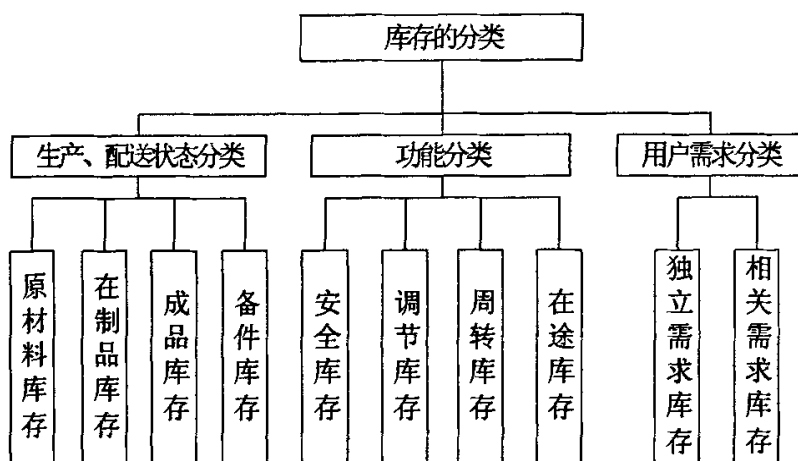 库存的分类
生产、配送状态分类
功能分类
用户需求分类
原材料库存
在制品库存
成品库存
备件库存
安全库存
调节库存
周转库存
在途库存
独立需求库存
相关需求库存